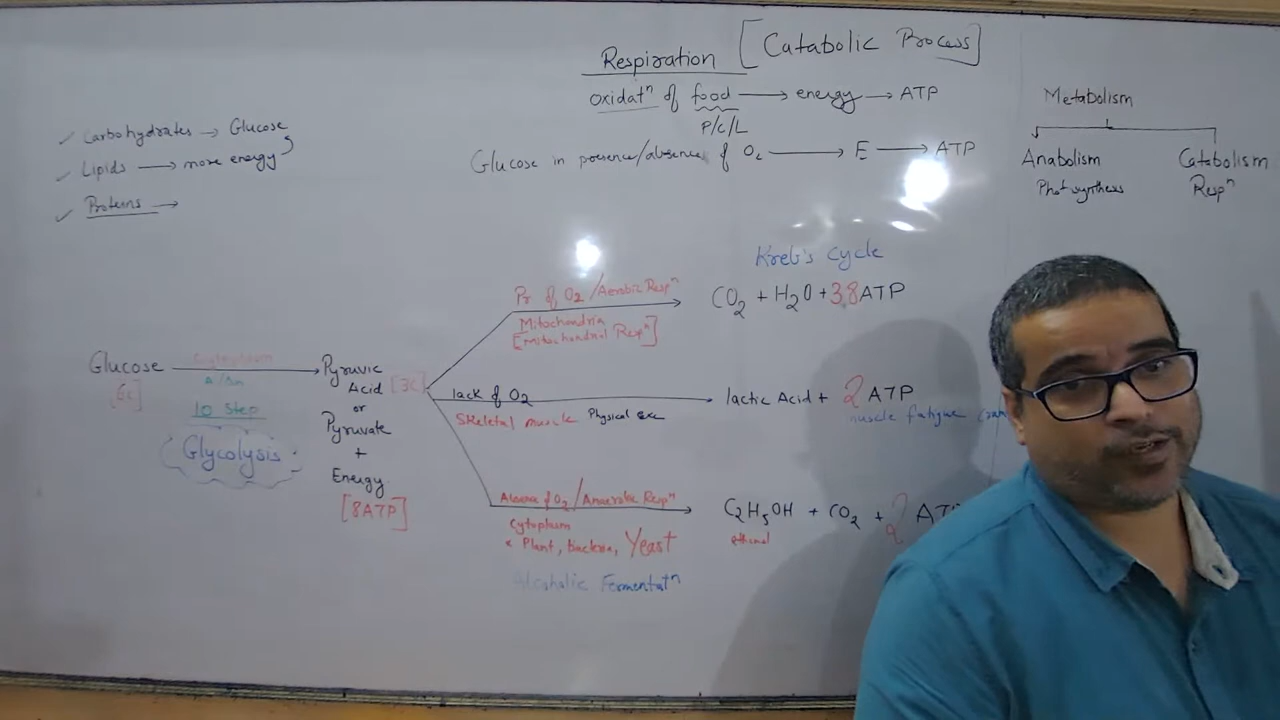 Respiration [Catabolic Process]
oxidatⁿ of food → energy → ATP
P/C/L
Glucose in presence/absence of O₂ → E → ATP
Metabolism
Anabolism
Photosynthesis
Catabolism
Respⁿ
✓ Carbohydrates → Glucose
✓ Lipids → more energy
✓ Proteins →
Kreb's Cycle
Pr of O₂/Aerobic Respⁿ
CO₂ + H₂O + 38 ATP
Mitochondria
[Mitochondrial Respⁿ]
Glucose
[6C]
Cytoplasm
10 Step
Glycolysis
Pyruvic
Acid [3C]
or
Pyruvate
+
Energy
[8ATP]
lack of O₂
lactic Acid + 2 ATP
Skeletal muscle Physical exc
muscle fatigue
Absence of O₂/Anaerobic Respⁿ
C₂H₅OH + CO₂ + 2 AT
ethanol
Cytoplasm
* Plant, bacteria, Yeast
Alcoholic Fermentatⁿ